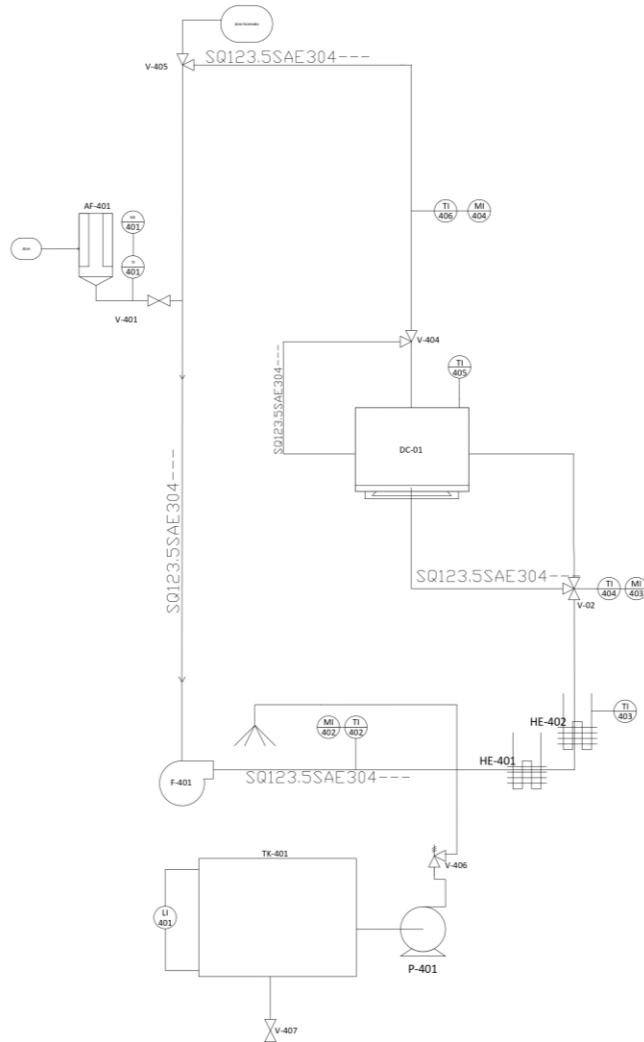 SQ123.5SAE304---
V-405
TI
406
MI
404
AF-401
401
401
V-401
V-404
TI
405
SQ123.5SAE304---
DC-01
SQ123.5SAE304---
SQ123.5SAE304---
TI
404
MI
403
V-02
HE-402
TI
403
MI
402
TI
402
HE-401
F-401
SQ123.5SAE304---
TK-401
V-406
LI
401
P-401
V-407